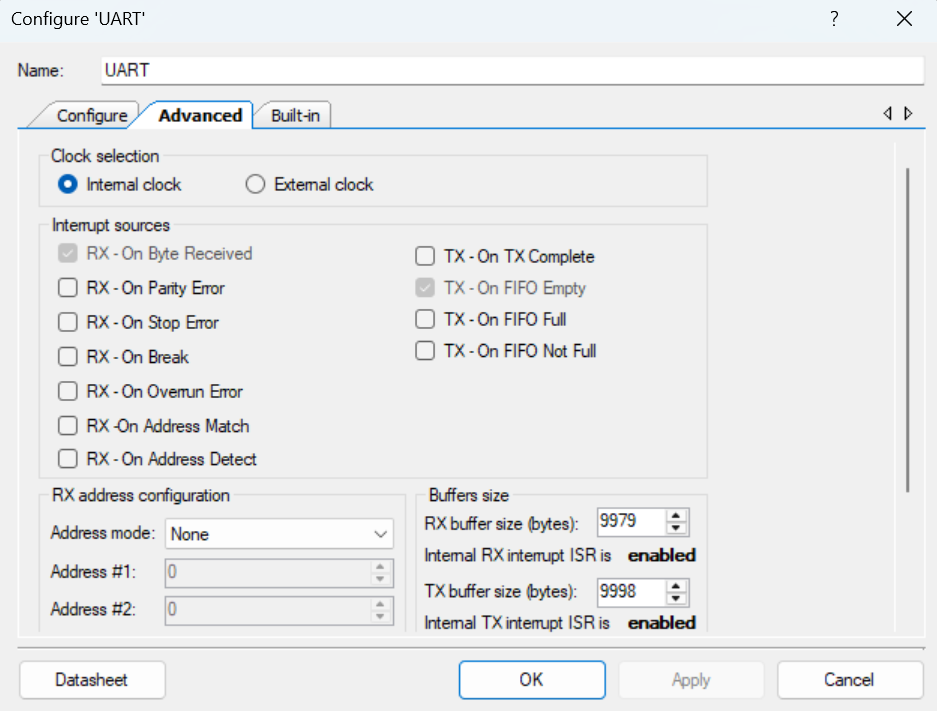 Configure 'UART'
?
Name: UART
Configure Advanced Built-in
Clock selection
Internal clock External clock
Interrupt sources
RX - On Byte Received
RX - On Parity Error
RX - On Stop Error
RX - On Break
RX - On Overrun Error
RX -On Address Match
RX - On Address Detect
TX - On TX Complete
TX - On FIFO Empty
TX - On FIFO Full
TX - On FIFO Not Full
RX address configuration
Address mode: None
Address #1: 0
Address #2: 0
Buffers size
RX buffer size (bytes): 9979
Internal RX interrupt ISR is enabled
TX buffer size (bytes): 9998
Internal TX interrupt ISR is enabled
Datasheet OK Apply Cancel